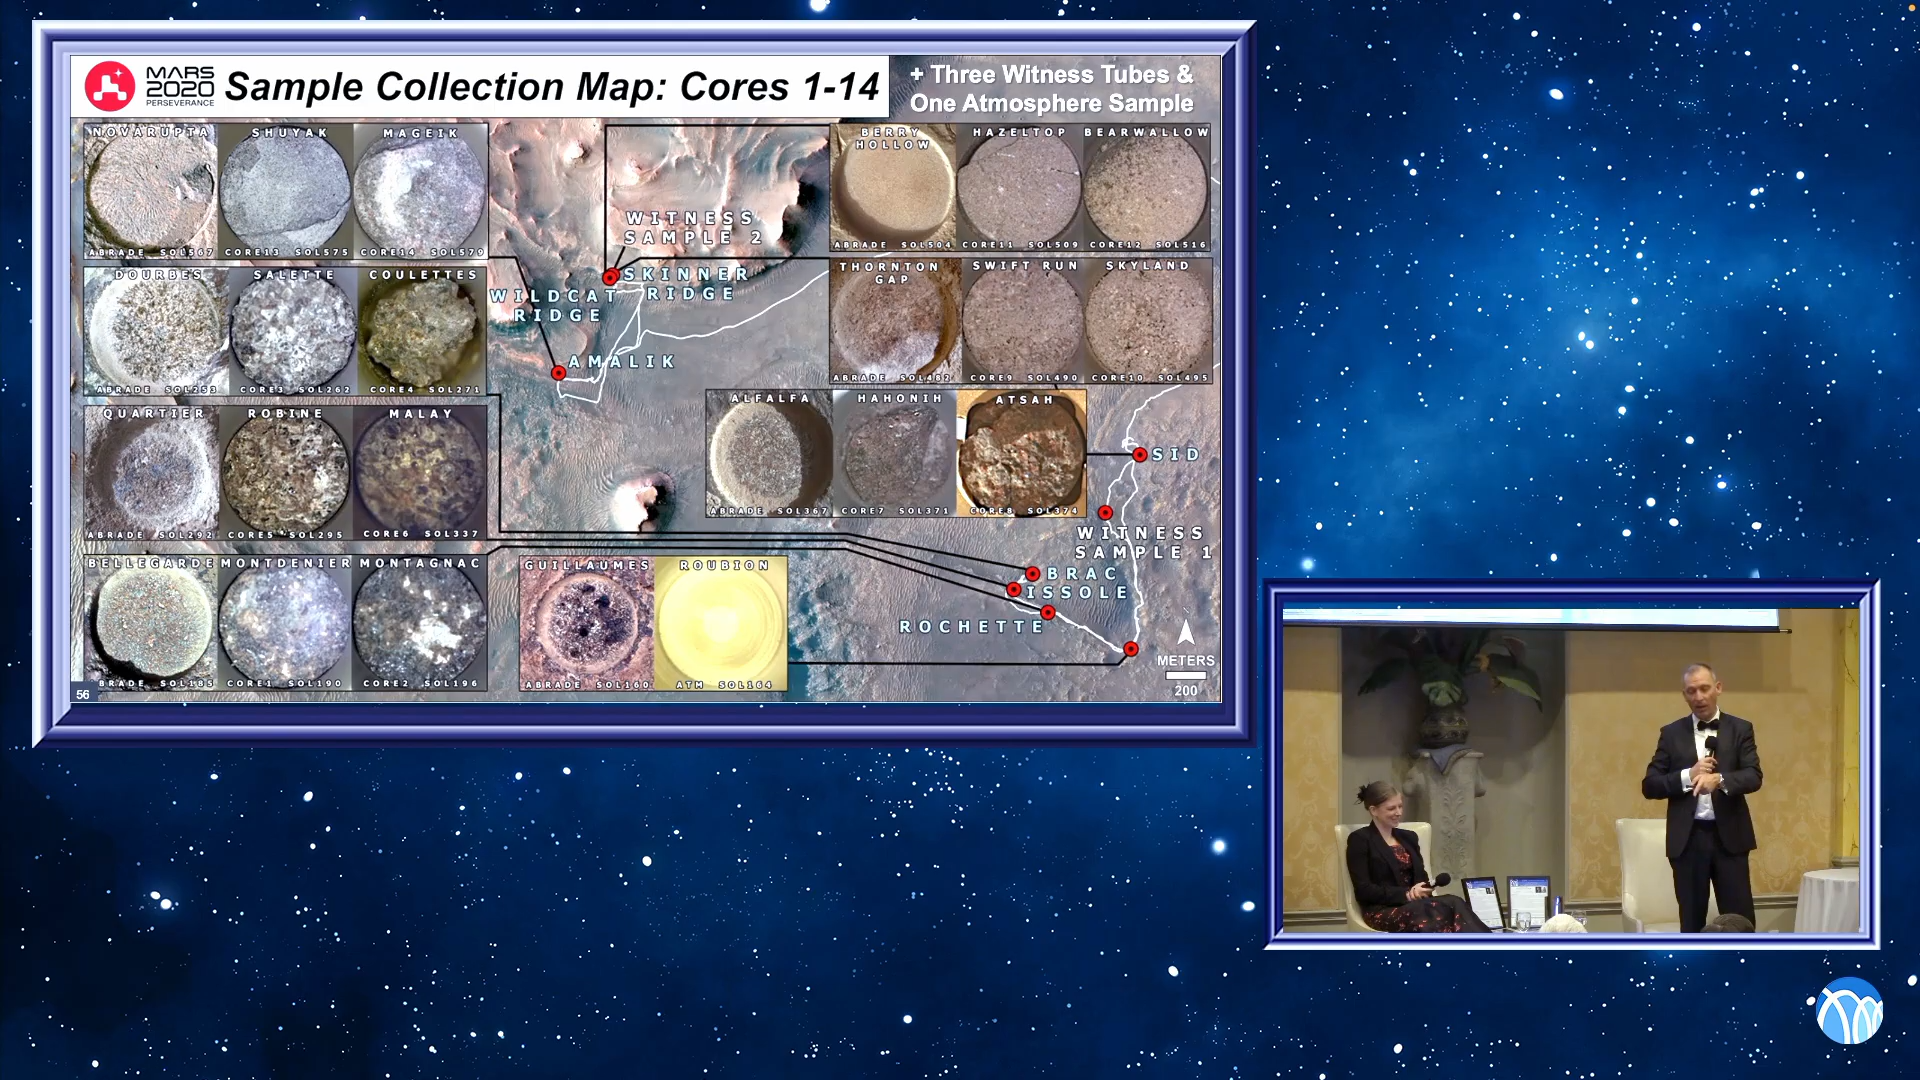 MARS
2020
PERSEVERANCE
Sample Collection Map: Cores 1-14
+ Three Witness Tubes &
One Atmosphere Sample
NOVARUPTA SHUYAK MAGEIK
ABRADE SOL567 CORE13 SOL575 CORE14 SOL579
DOURBES SALETTE COULETTES
ABRADE SOL253 CORE3 SOL262 CORE4 SOL271
QUARTIER ROBINE MALAY
ABRADE SOL292 CORE5 SOL295 CORE6 SOL337
BELLEGARDE MONTDENIER MONTAGNAC
ABRADE SOL185 CORE1 SOL190 CORE2 SOL196
GUILLAUMES ROUBION
ABRADE SOL160 ATM SOL164
WITNESS
SAMPLE 2
SKINNER
RIDGE
WILDCAT
RIDGE
AMALIK
BERRY
HOLLOW
HAZELTOP BEARWALLOW
ABRADE SOL504 CORE11 SOL509 CORE12 SOL516
THORNTON
GAP
SWIFT RUN SKYLAND
ABRADE SOL482 CORE9 SOL490 CORE10 SOL495
ALFALFA HAHONIH ATSAH
ABRADE SOL367 CORE7 SOL371 CORE8 SOL374
SID
WITNESS
SAMPLE 1
BRAC
ISSOLE
ROCHETTE
N
METERS
200
56